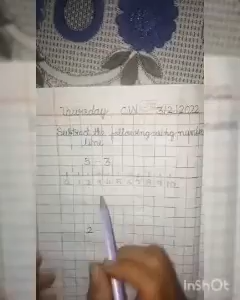 Thursday CW 3/2/2022
Subtract the following using number
line
5 3
0 1 2 3 4 5 6 7 8 9 10
2
InShOt